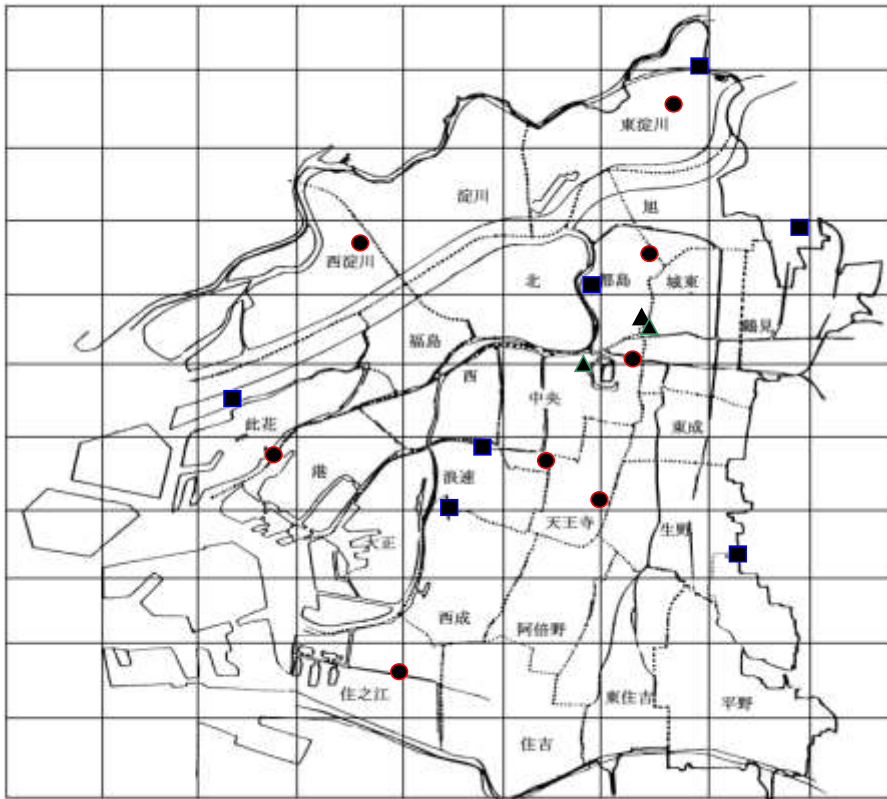 東淀川
淀川
旭
西淀川
北
都島
城東
鶴見
福島
西
中央
此花
東成
港
浪速
天王寺
生野
大正
西成
阿倍野
住之江
東住吉
平野
住吉